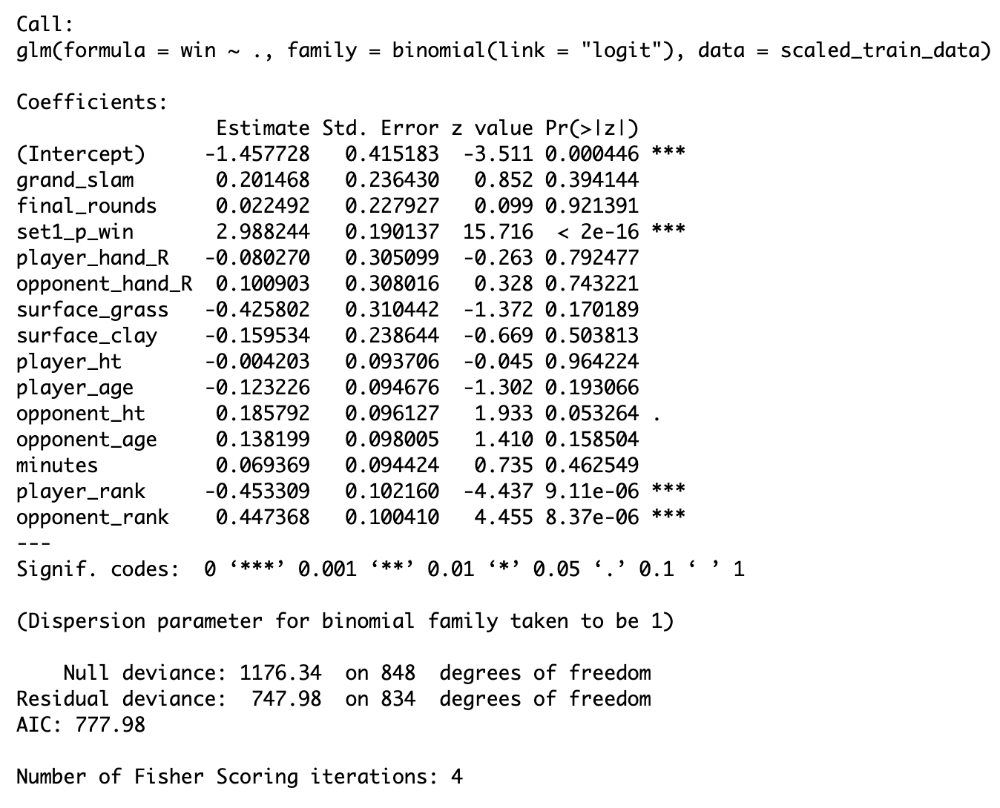 Call:
glm(formula = win ~ ., family = binomial(link = "logit"), data = scaled_train_data)
Coefficients:
Estimate Std. Error z value Pr(>|z|)
(Intercept) -1.457728 0.415183 -3.511 0.000446 ***
grand_slam 0.201468 0.236430 0.852 0.394144
final_rounds 0.022492 0.227927 0.099 0.921391
set1_p_win 2.988244 0.190137 15.716 < 2e-16 ***
player_hand_R -0.080270 0.305099 -0.263 0.792477
opponent_hand_R 0.100903 0.308016 0.328 0.743221
surface_grass -0.425802 0.310442 -1.372 0.170189
surface_clay -0.159534 0.238644 -0.669 0.503813
player_ht -0.004203 0.093706 -0.045 0.964224
player_age -0.123226 0.094676 -1.302 0.193066
opponent_ht 0.185792 0.096127 1.933 0.053264 .
opponent_age 0.138199 0.098005 1.410 0.158504
minutes 0.069369 0.094424 0.735 0.462549
player_rank -0.453309 0.102160 -4.437 9.11e-06 ***
opponent_rank 0.447368 0.100410 4.455 8.37e-06 ***
---
Signif. codes: 0 ‘***’ 0.001 ‘**’ 0.01 ‘*’ 0.05 ‘.’ 0.1 ‘ ’ 1
(Dispersion parameter for binomial family taken to be 1)
Null deviance: 1176.34 on 848 degrees of freedom
Residual deviance: 747.98 on 834 degrees of freedom
AIC: 777.98
Number of Fisher Scoring iterations: 4